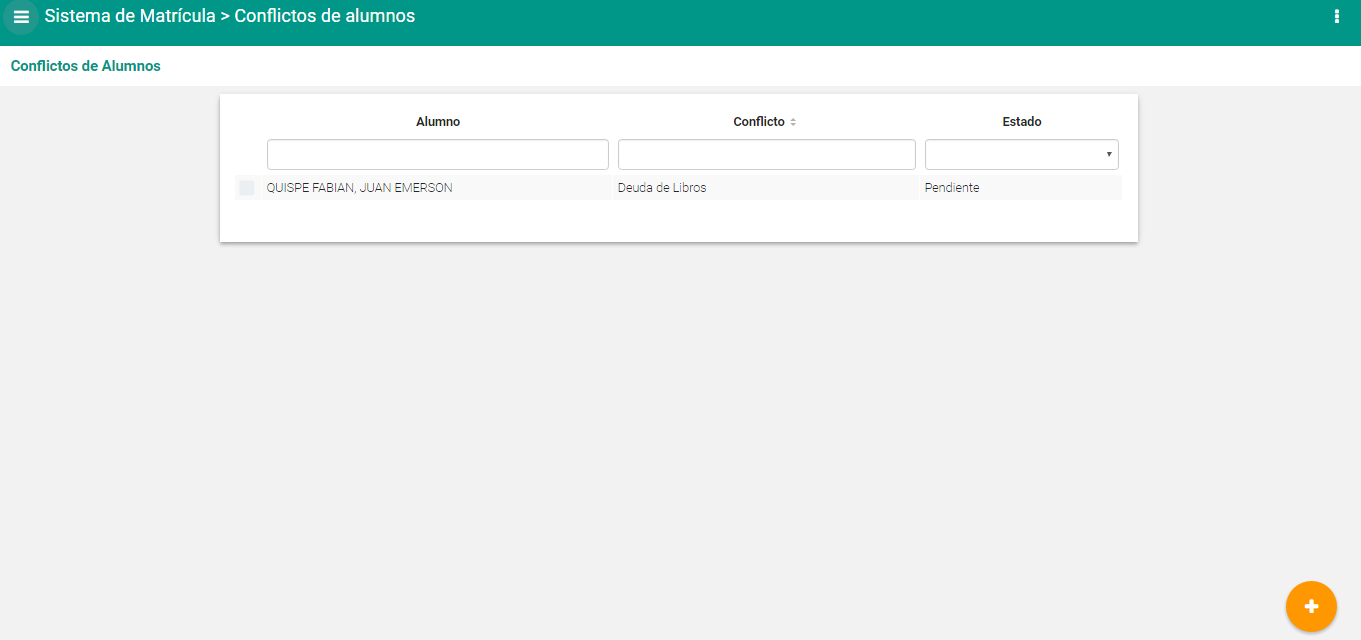 Sistema de Matrícula > Conflictos de alumnos
Conflictos de Alumnos
Alumno Conflicto Estado
QUISPE FABIAN, JUAN EMERSON Deuda de Libros Pendiente